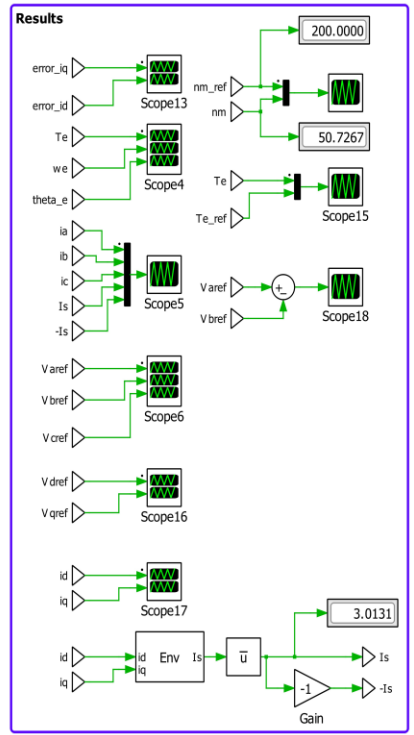 Results
error_iq
error_id
Scope13
Te
we
theta_e
Scope4
ia
ib
ic
Is
-Is
Scope5
Varef
Vbref
Vcref
Scope6
Vdref
Vqref
Scope16
id
iq
Scope17
200.0000
nm_ref
nm
50.7267
Te
Te_ref
Scope15
Varef
Vbref
+
-
Scope18
id
iq
id
iq
Env
Is
u
3.0131
Is
-1
-Is
Gain